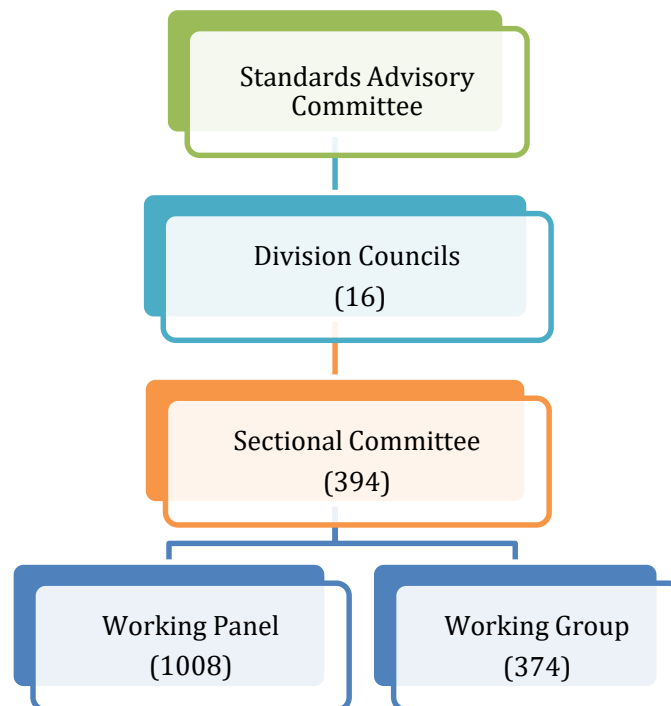 Standards Advisory
Committee
Division Councils
(16)
Sectional Committee
(394)
Working Panel
(1008)
Working Group
(374)